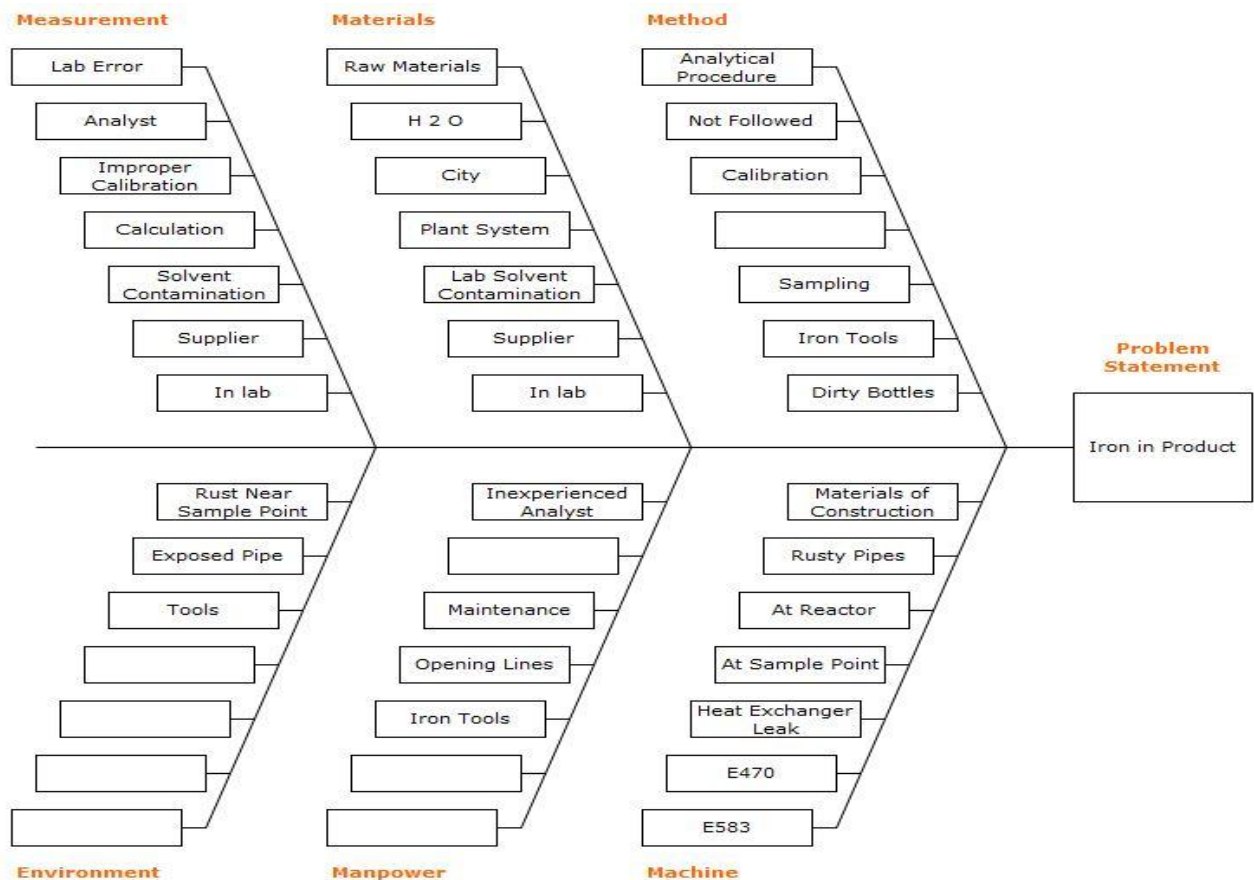 Measurement
Materials
Method
Lab Error
Raw Materials
Analytical
Procedure
Analyst
H 2 O
Not Followed
Improper
Calibration
City
Calibration
Calculation
Plant System
Solvent
Contamination
Lab Solvent
Contamination
Sampling
Supplier
Supplier
Iron Tools
In lab
In lab
Dirty Bottles
Problem
Statement
Iron in Product
Rust Near
Sample Point
Inexperienced
Analyst
Materials of
Construction
Exposed Pipe
Rusty Pipes
Tools
Maintenance
At Reactor
Opening Lines
At Sample Point
Iron Tools
Heat Exchanger
Leak
E470
E583
Environment
Manpower
Machine